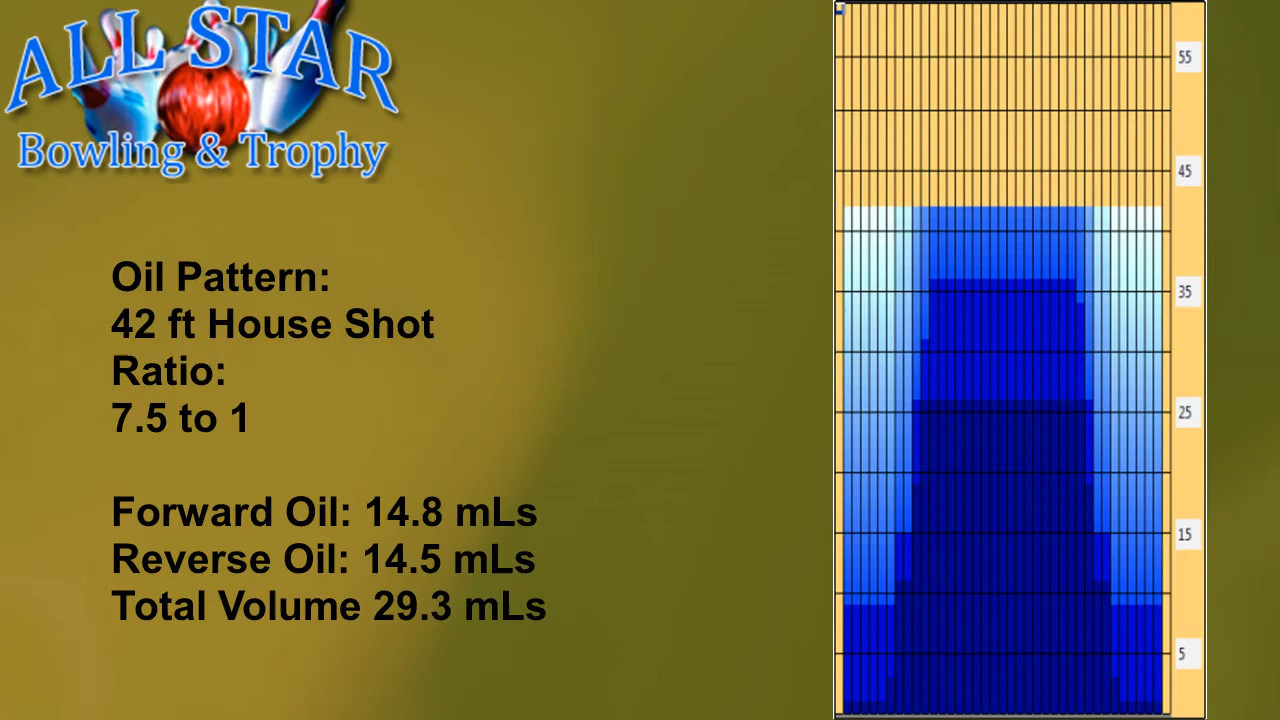 ALL STAR
Bowling & Trophy
Oil Pattern:
42 ft House Shot
Ratio:
7.5 to 1
Forward Oil: 14.8 mLs
Reverse Oil: 14.5 mLs
Total Volume 29.3 mLs
55
45
35
25
15
5